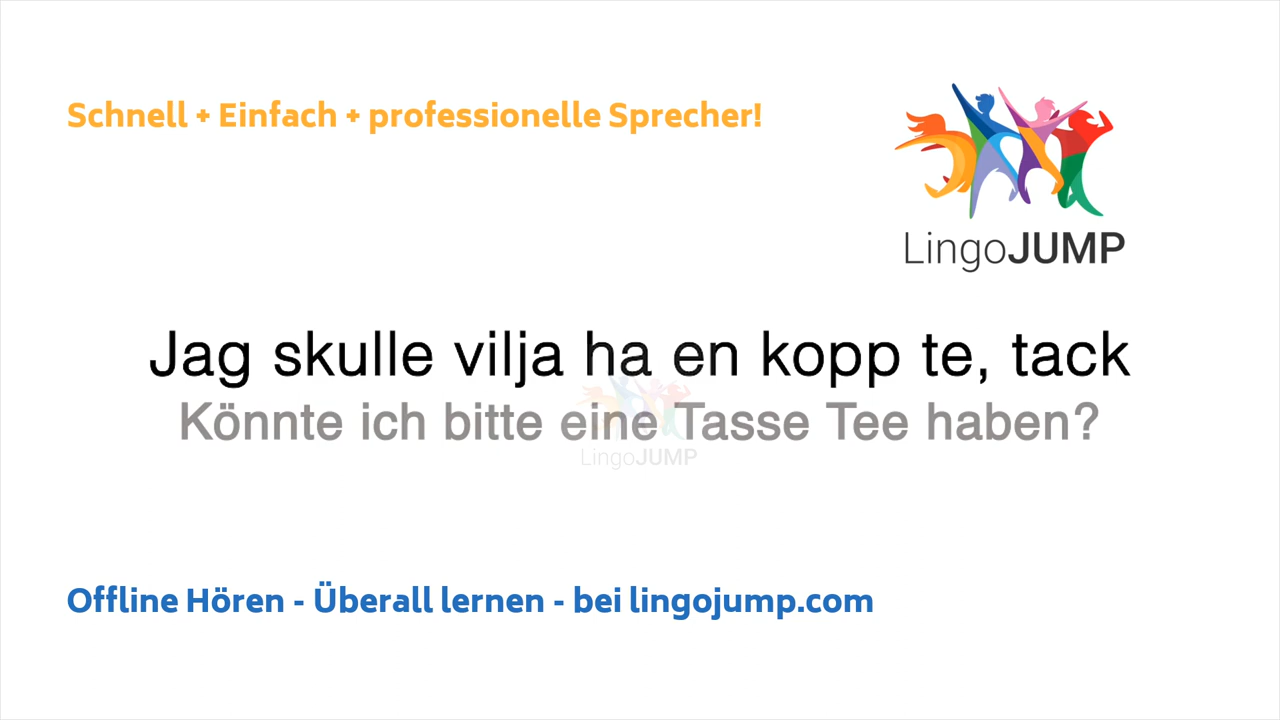 Schnell + Einfach + professionelle Sprecher!
LingoJUMP
Jag skulle vilja ha en kopp te, tack
Könnte ich bitte eine Tasse Tee haben?
LingoJUMP
Offline Hören - Überall lernen - bei lingojump.com